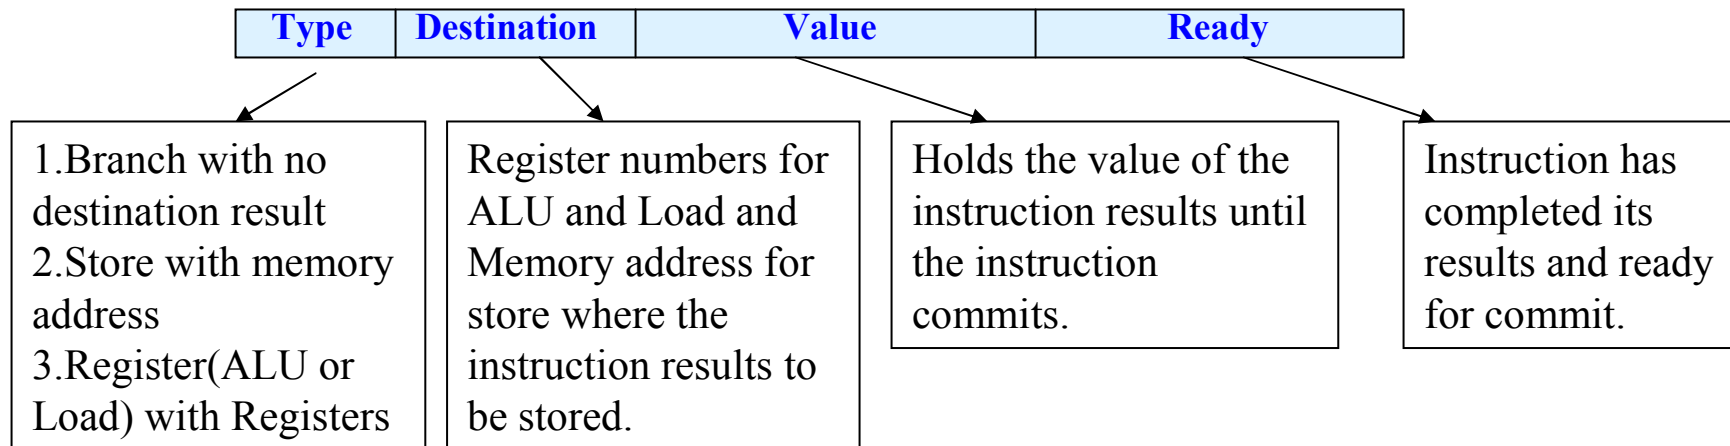 Type Destination Value Ready
1.Branch with no
destination result
2.Store with memory
address
3.Register(ALU or
Load) with Registers
Register numbers for
ALU and Load and
Memory address for
store where the
instruction results to
be stored.
Holds the value of the
instruction results until
the instruction
commits.
Instruction has
completed its
results and ready
for commit.